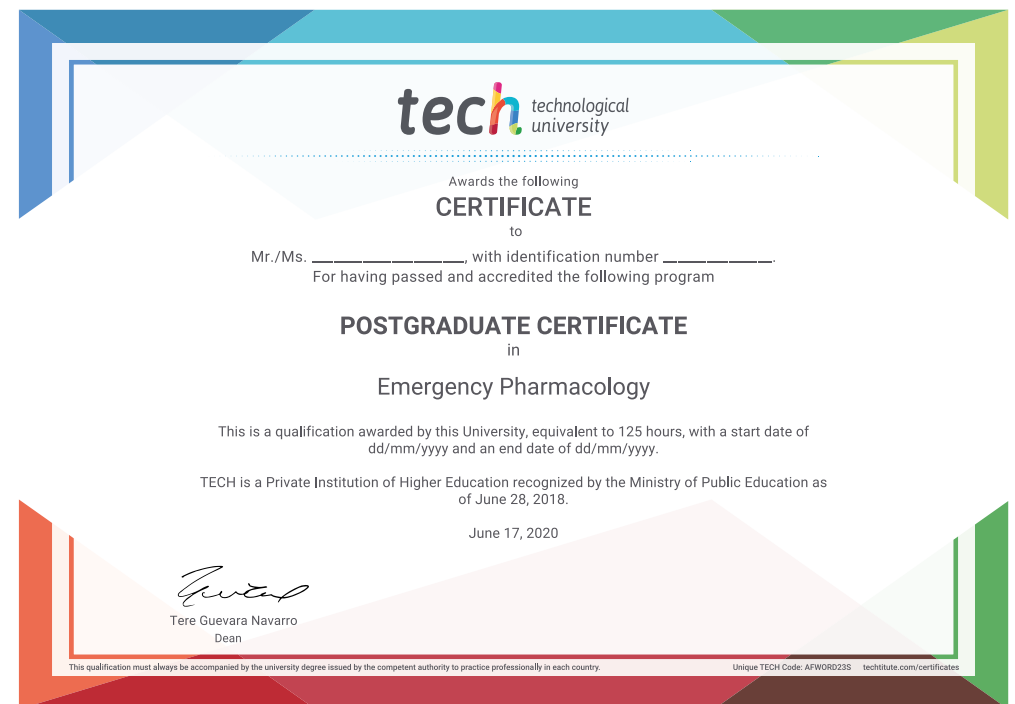 tech technological
university
Awards the following
CERTIFICATE
to
Mr./Ms. ________________, with identification number ____________.
For having passed and accredited the following program
POSTGRADUATE CERTIFICATE
in
Emergency Pharmacology
This is a qualification awarded by this University, equivalent to 125 hours, with a start date of
dd/mm/yyyy and an end date of dd/mm/yyyy.
TECH is a Private Institution of Higher Education recognized by the Ministry of Public Education as
of June 28, 2018.
June 17, 2020
Tere Guevara Navarro
Dean
This qualification must always be accompanied by the university degree issued by the competent authority to practice professionally in each country.
Unique TECH Code: AFWORD23S techtitute.com/certificates